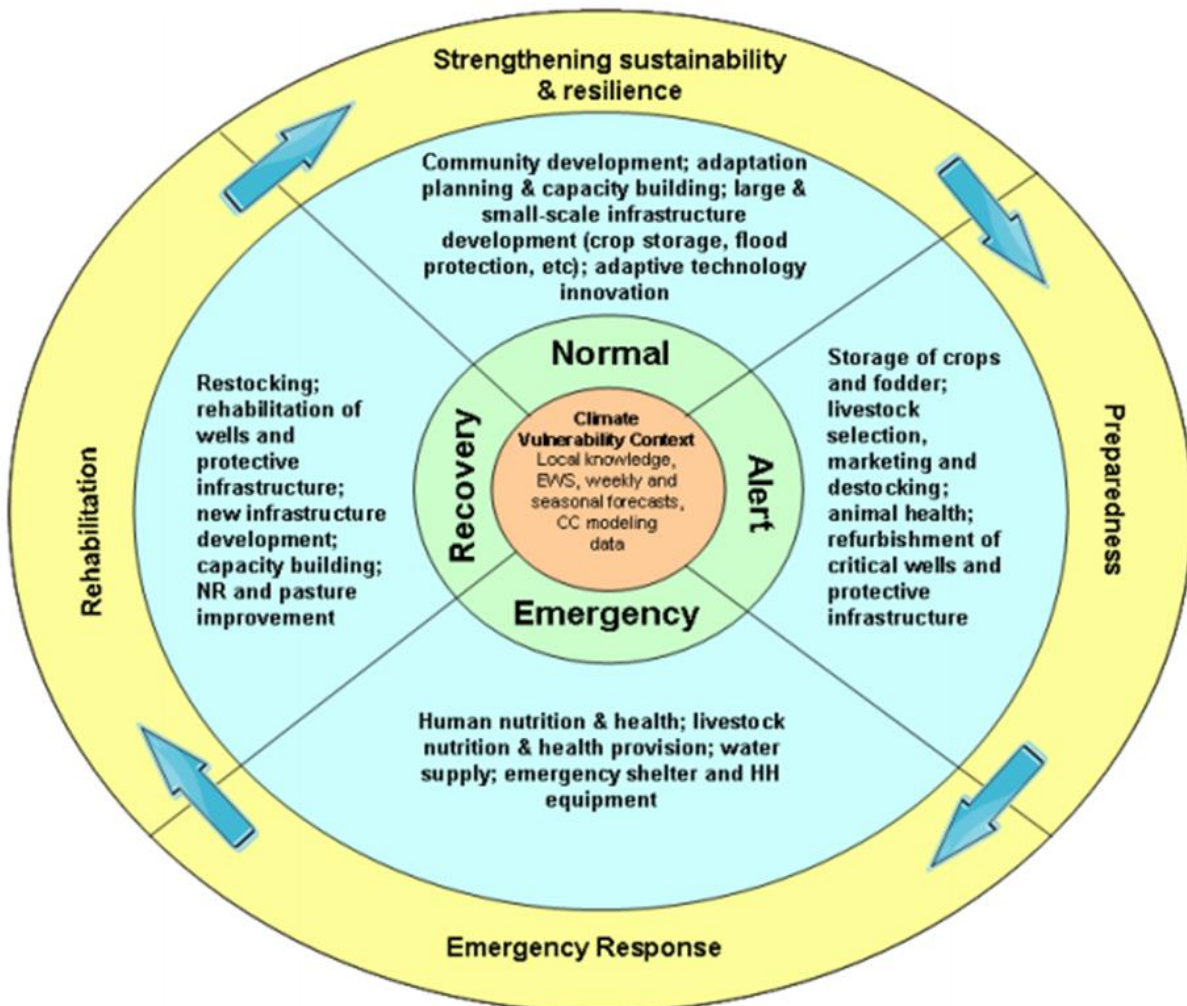 Strengthening sustainability
& resilience
Community development; adaptation
planning & capacity building; large &
small-scale infrastructure
development (crop storage, flood
protection, etc); adaptive technology
innovation
Normal
Storage of crops
and fodder;
livestock
selection,
marketing and
destocking;
animal health;
refurbishment of
critical wells and
protective
infrastructure
Alert
Preparedness
Climate
Vulnerability Context
Local knowledge,
EWS, weekly and
seasonal forecasts,
CC modeling
data
Emergency
Human nutrition & health; livestock
nutrition & health provision; water
supply; emergency shelter and HH
equipment
Emergency Response
Recovery
Restocking;
rehabilitation of
wells and
protective
infrastructure;
new infrastructure
development;
capacity building;
NR and pasture
improvement
Rehabilitation